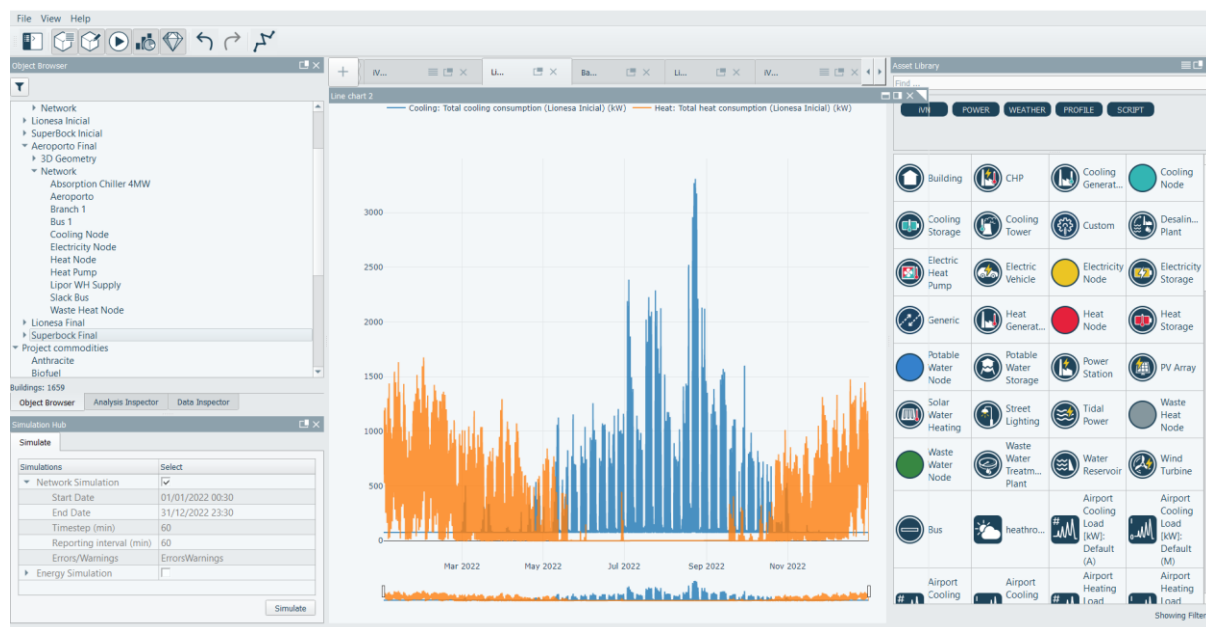 File View Help
Object Browser
Network
Lionesa Inicial
SuperBock Inicial
Aeroporto Final
3D Geometry
Network
Absorption Chiller 4MW
Aeroporto
Branch 1
Bus 1
Cooling Node
Electricity Node
Heat Node
Heat Pump
Lipor WH Supply
Slack Bus
Waste Heat Node
Lionesa Final
Superbock Final
Project commodities
Anthracite
Biofuel
Buildings: 1659
Object Browser Analysis Inspector Data Inspector
Simulation Hub
Simulate
Simulations Select
Network Simulation
Start Date 01/01/2022 00:30
End Date 31/12/2022 23:30
Timestep (min) 60
Reporting interval (min) 60
Errors/Warnings ErrorsWarnings
Energy Simulation
Simulate
IV... Li... Ba... Li... IV...
Line chart 2
Cooling: Total cooling consumption (Lionesa Inicial) (kW) Heat: Total heat consumption (Lionesa Inicial) (kW)
3000
2500
2000
1500
1000
500
0
Mar 2022 May 2022 Jul 2022 Sep 2022 Nov 2022
Asset Library
Find ...
IVN POWER WEATHER PROFILE SCRIPT
Building CHP Cooling Generat... Cooling Node
Cooling Storage Cooling Tower Custom Desalin... Plant
Electric Heat Pump Electric Vehicle Electricity Node Electricity Storage
Generic Heat Generat... Heat Node Heat Storage
Potable Water Node Potable Water Storage Power Station PV Array
Solar Water Heating Street Lighting Tidal Power Waste Heat Node
Waste Water Node Waste Water Treatm... Plant Water Reservoir Wind Turbine
Bus heathro... Airport Cooling Load [kW]: Default (A) Airport Cooling Load [kW]: Default (M)
Airport Cooling Airport Cooling Airport Heating Load Airport Heating Load
Showing Filter